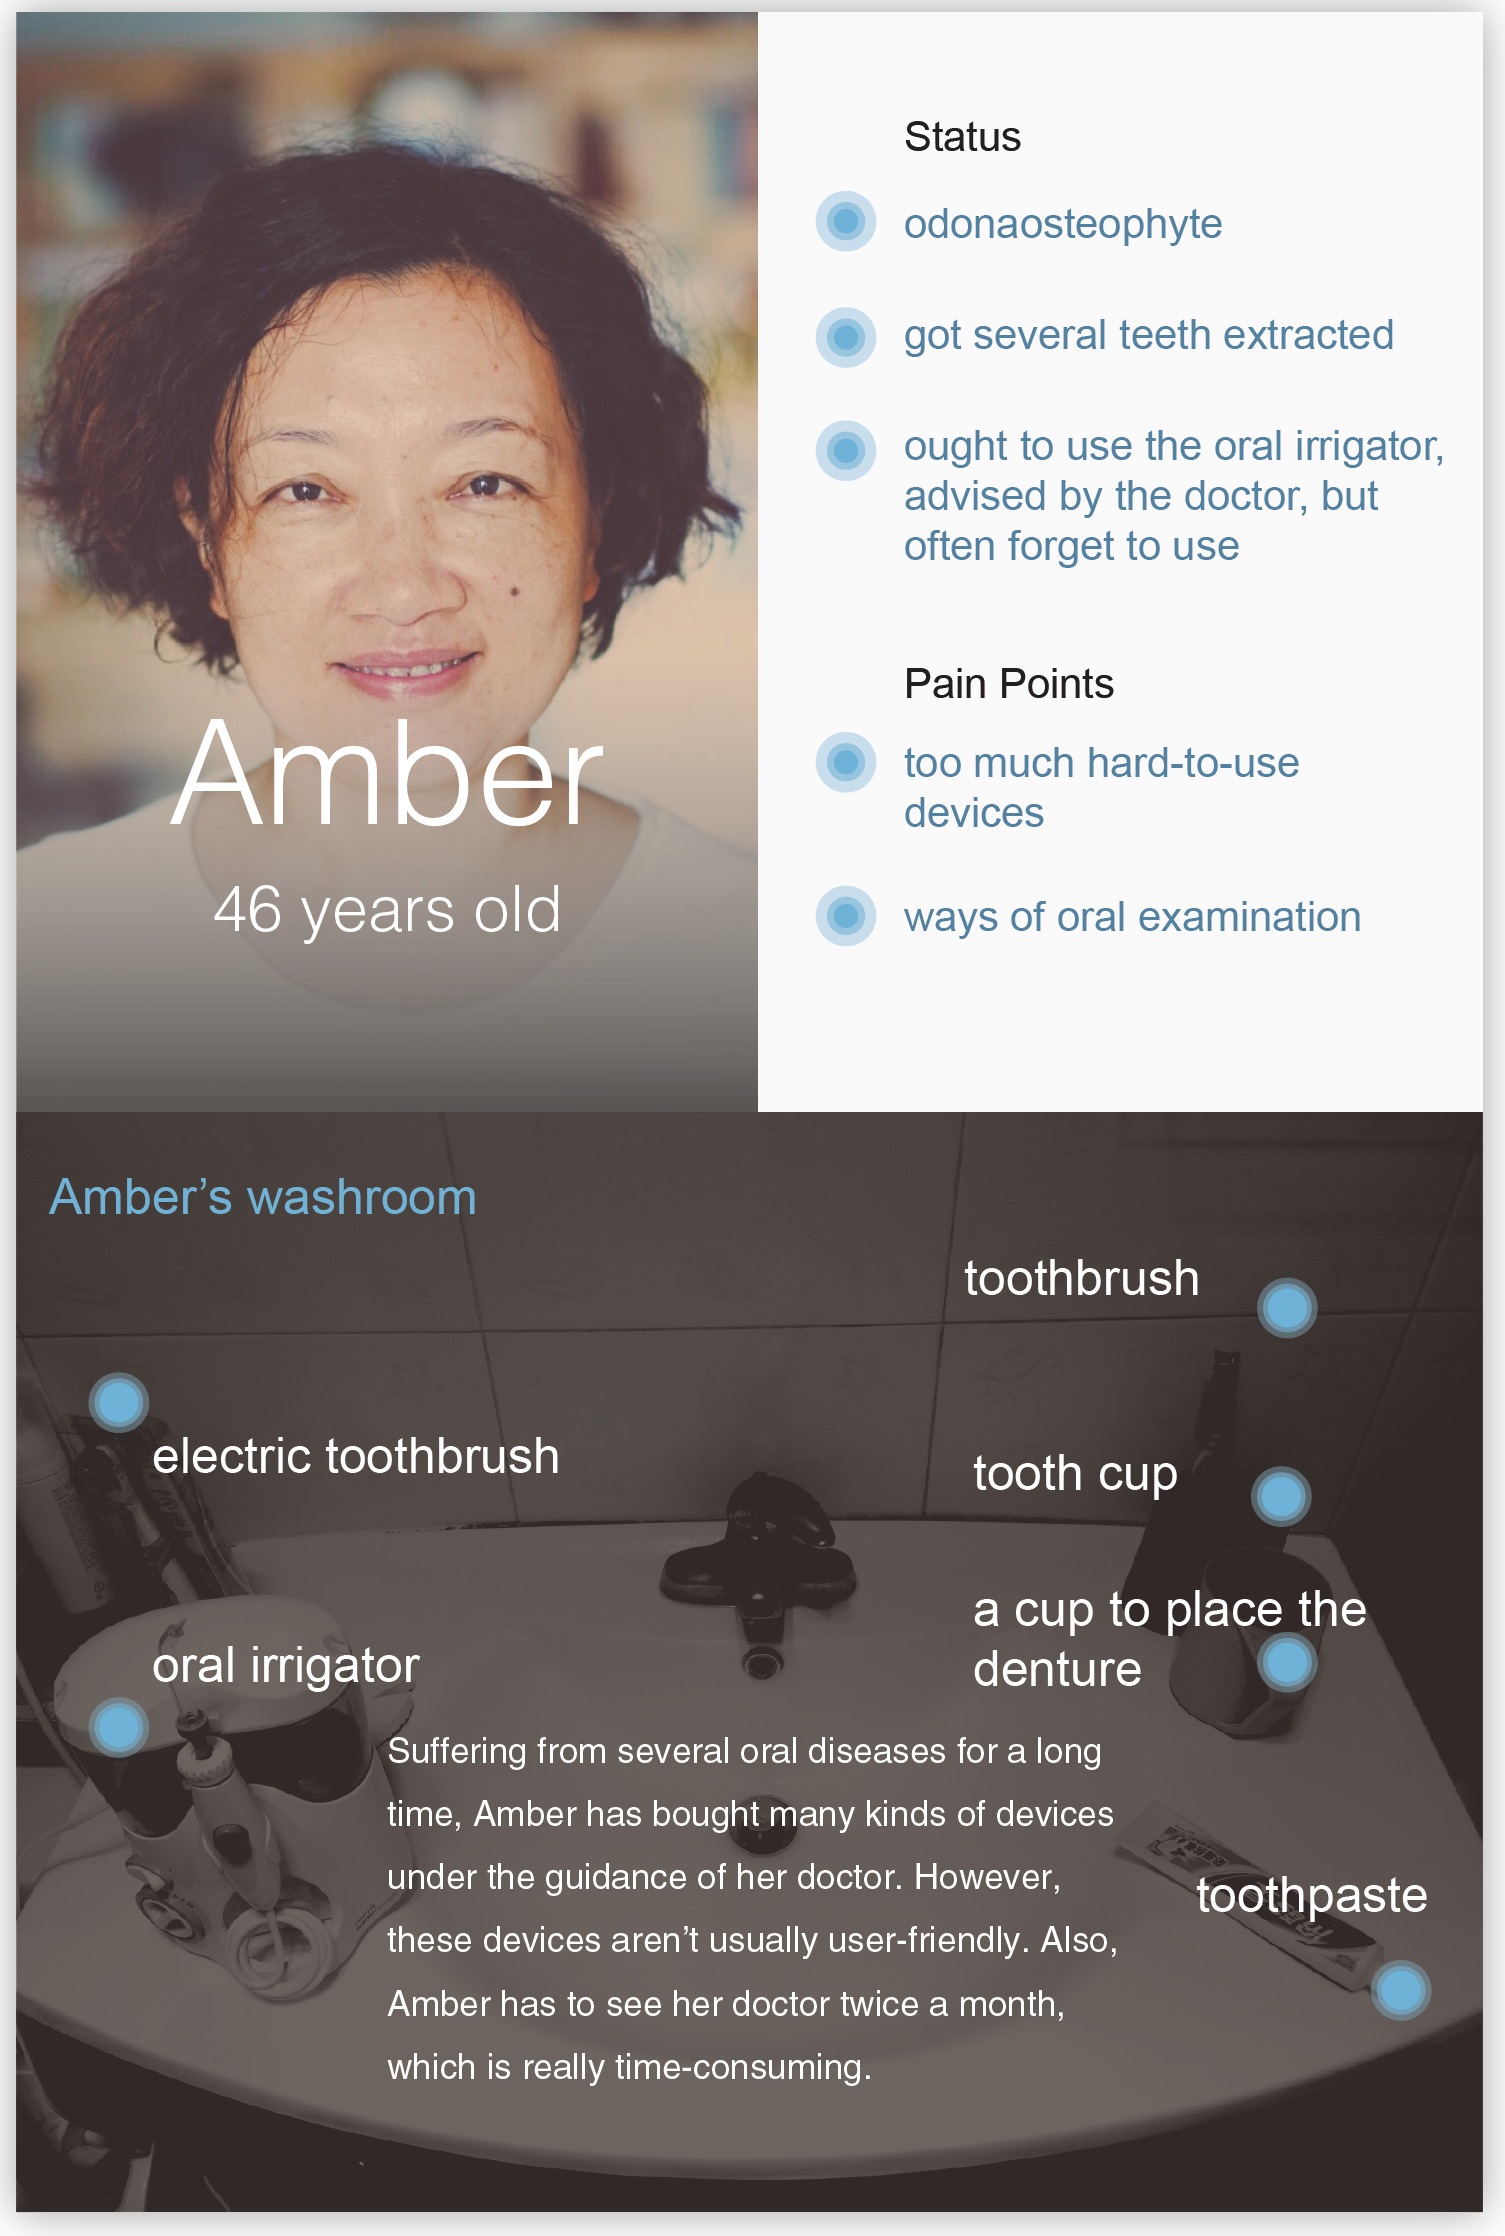 Amber
46 years old
Status
odonaosteophyte
got several teeth extracted
ought to use the oral irrigator,
advised by the doctor, but
often forget to use
Pain Points
too much hard-to-use
devices
ways of oral examination
Amber’s washroom
toothbrush
electric toothbrush
tooth cup
a cup to place the
denture
oral irrigator
Suffering from several oral diseases for a long
time, Amber has bought many kinds of devices
under the guidance of her doctor. However,
these devices aren’t usually user-friendly. Also,
Amber has to see her doctor twice a month,
which is really time-consuming.
toothpaste